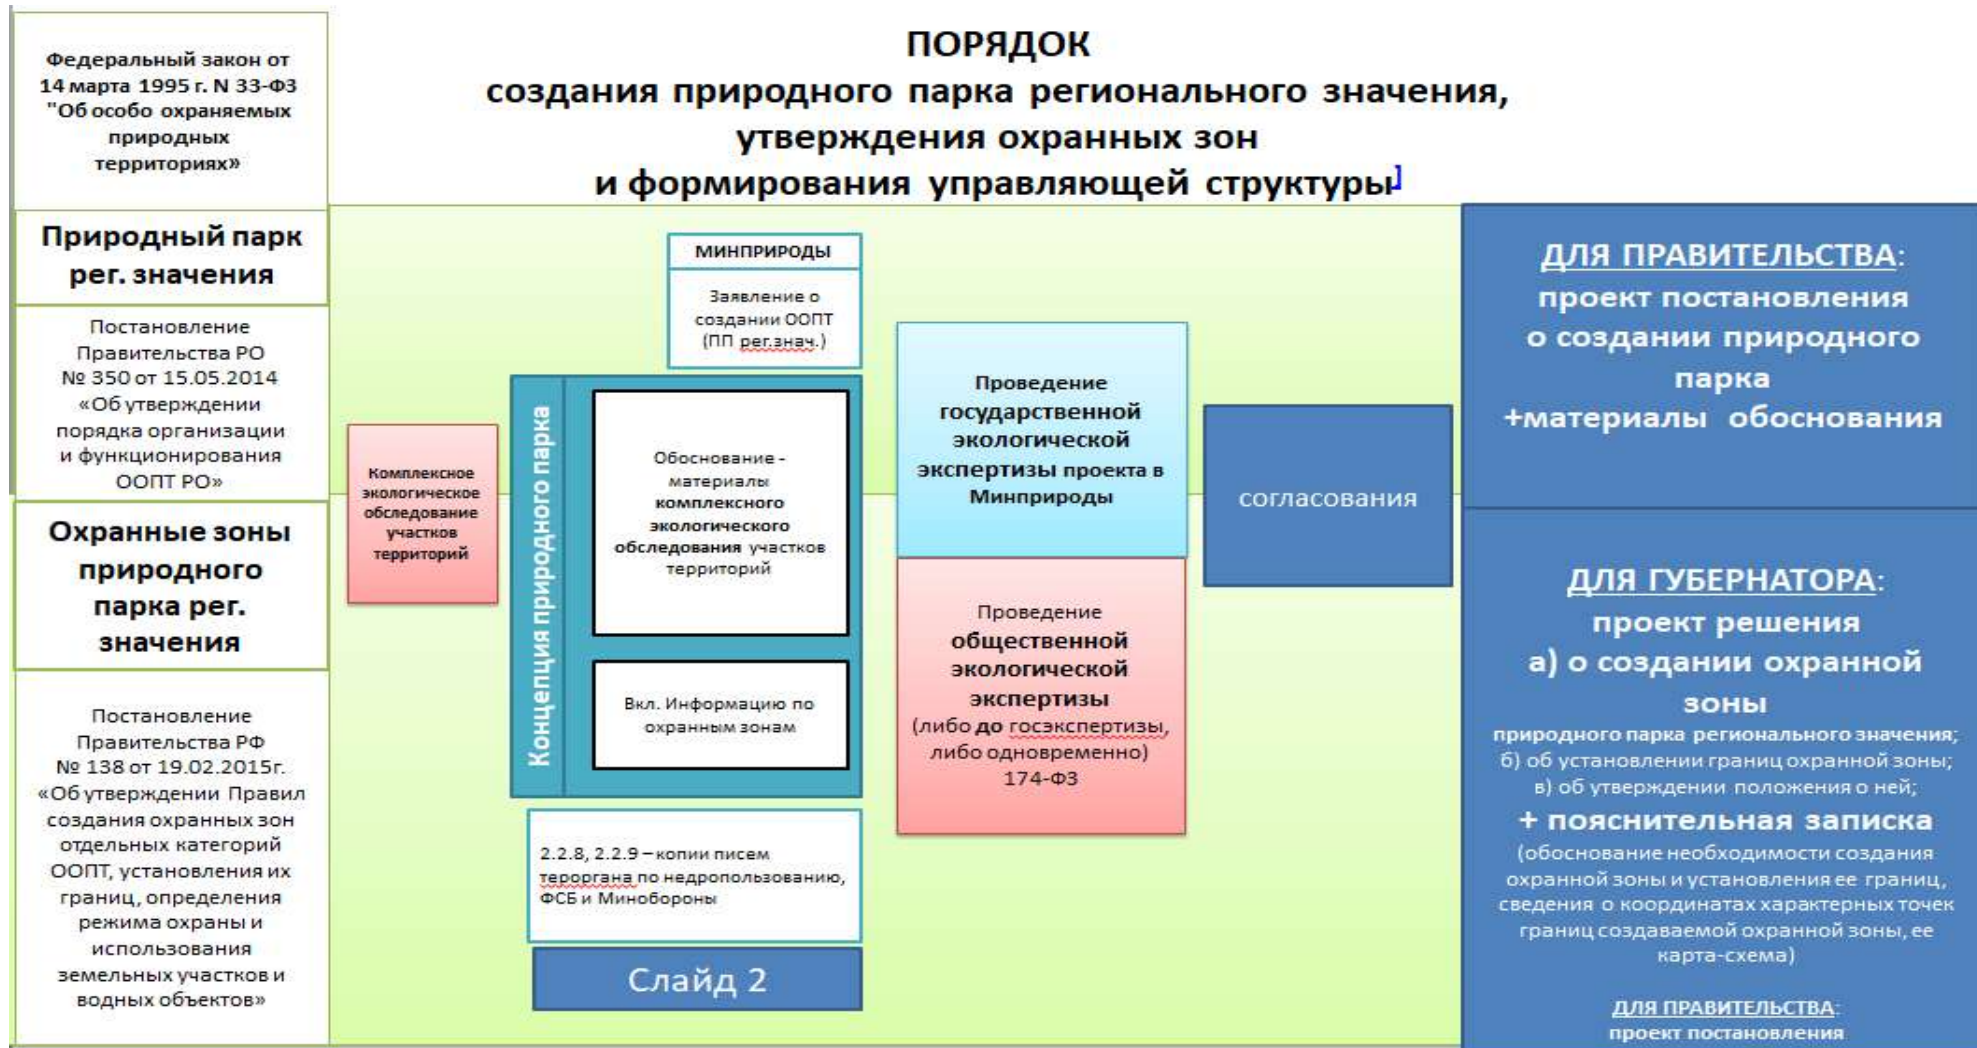 ПОРЯДОК
создания природного парка регионального значения,
утверждения охранных зон
и формирования управляющей структуры]
Федеральный закон от
14 марта 1995 г. N 33-ФЗ
"Об особо охраняемых
природных
территориях»
Природный парк
рег. значения
Постановление
Правительства РО
№ 350 от 15.05.2014
«Об утверждении
порядка организации
и функционирования
ООПТ РО»
Охранные зоны
природного
парка рег.
значения
Постановление
Правительства РФ
№ 138 от 19.02.2015г.
«Об утверждении Правил
создания охранных зон
отдельных категорий
ООПТ, установления их
границ, определения
режима охраны и
использования
земельных участков и
водных объектов»
Комплексное
экологическое
обследование
участков
территорий
МИНПРИРОДЫ
Заявление о
создании ООПТ
(ПП рег.знач.)
Концепция природного парка
Обоснование -
материалы
комплексного
экологического
обследования участков
территорий
Вкл. Информацию по
охранным зонам
2.2.8, 2.2.9 – копии писем
тероргана по недропользованию,
ФСБ и Минобороны
Слайд 2
Проведение
государственной
экологической
экспертизы проекта в
Минприроды
Проведение
общественной
экологической
экспертизы
(либо до госэкспертизы,
либо одновременно)
174-ФЗ
согласования
ДЛЯ ПРАВИТЕЛЬСТВА:
проект постановления
о создании природного
парка
+материалы обоснования
ДЛЯ ГУБЕРНАТОРА:
проект решения
а) о создании охранной
зоны
природного парка регионального значения;
б) об установлении границ охранной зоны;
в) об утверждении положения о ней;
+ пояснительная записка
(обоснование необходимости создания
охранной зоны и установления ее границ,
сведения о координатах характерных точек
границ создаваемой охранной зоны, ее
карта-схема)
ДЛЯ ПРАВИТЕЛЬСТВА:
проект постановления